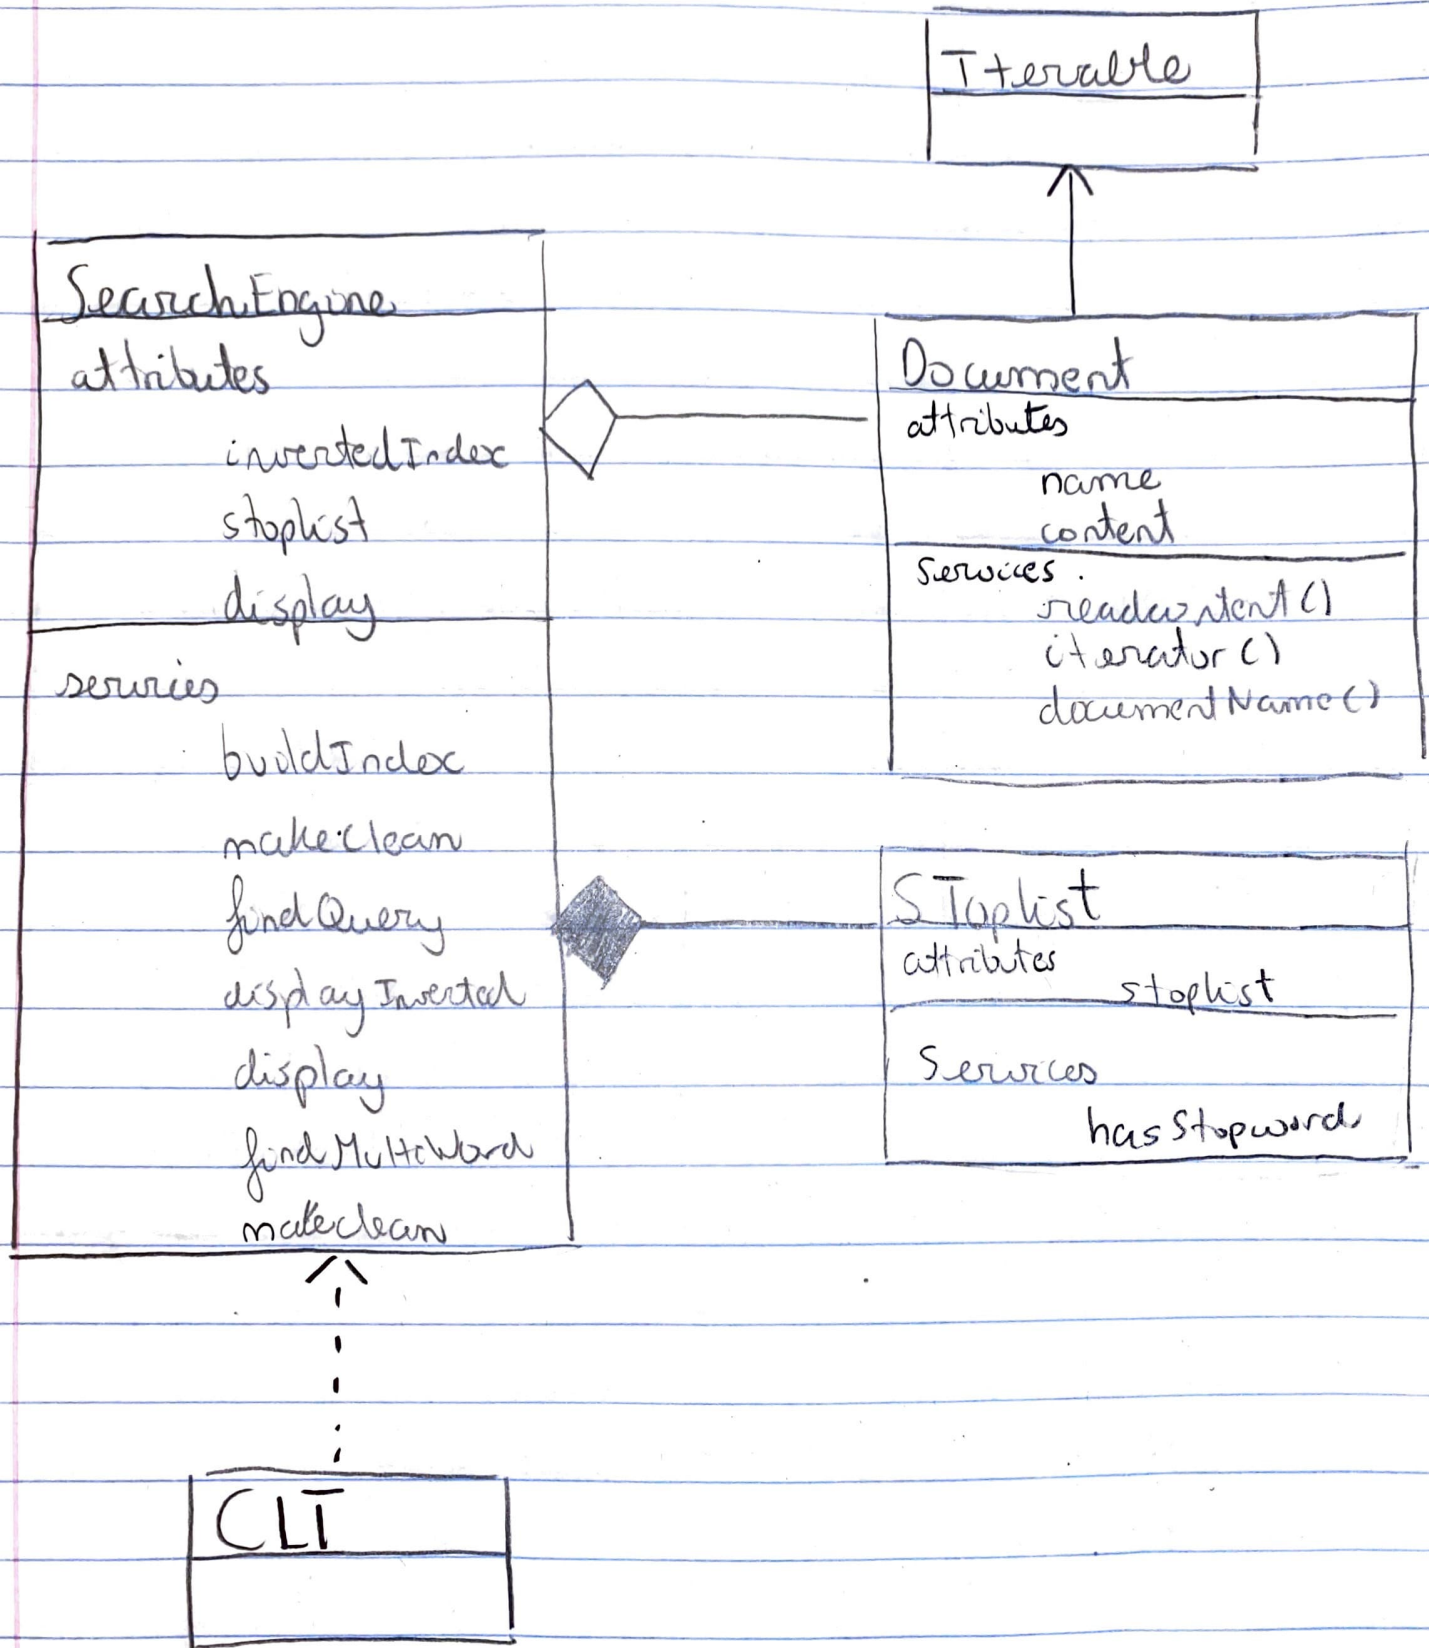 Iterable
SearchEngine
attributes
invertedIndex
stoplist
display
services
buildIndex
makeclean
findQuery
displayInverted
display
findMultiWord
makeclean
Document
attributes
name
content
services
readcontent()
iterator()
documentName()
SToplist
attributes
stoplist
Services
hasStopword
CLI